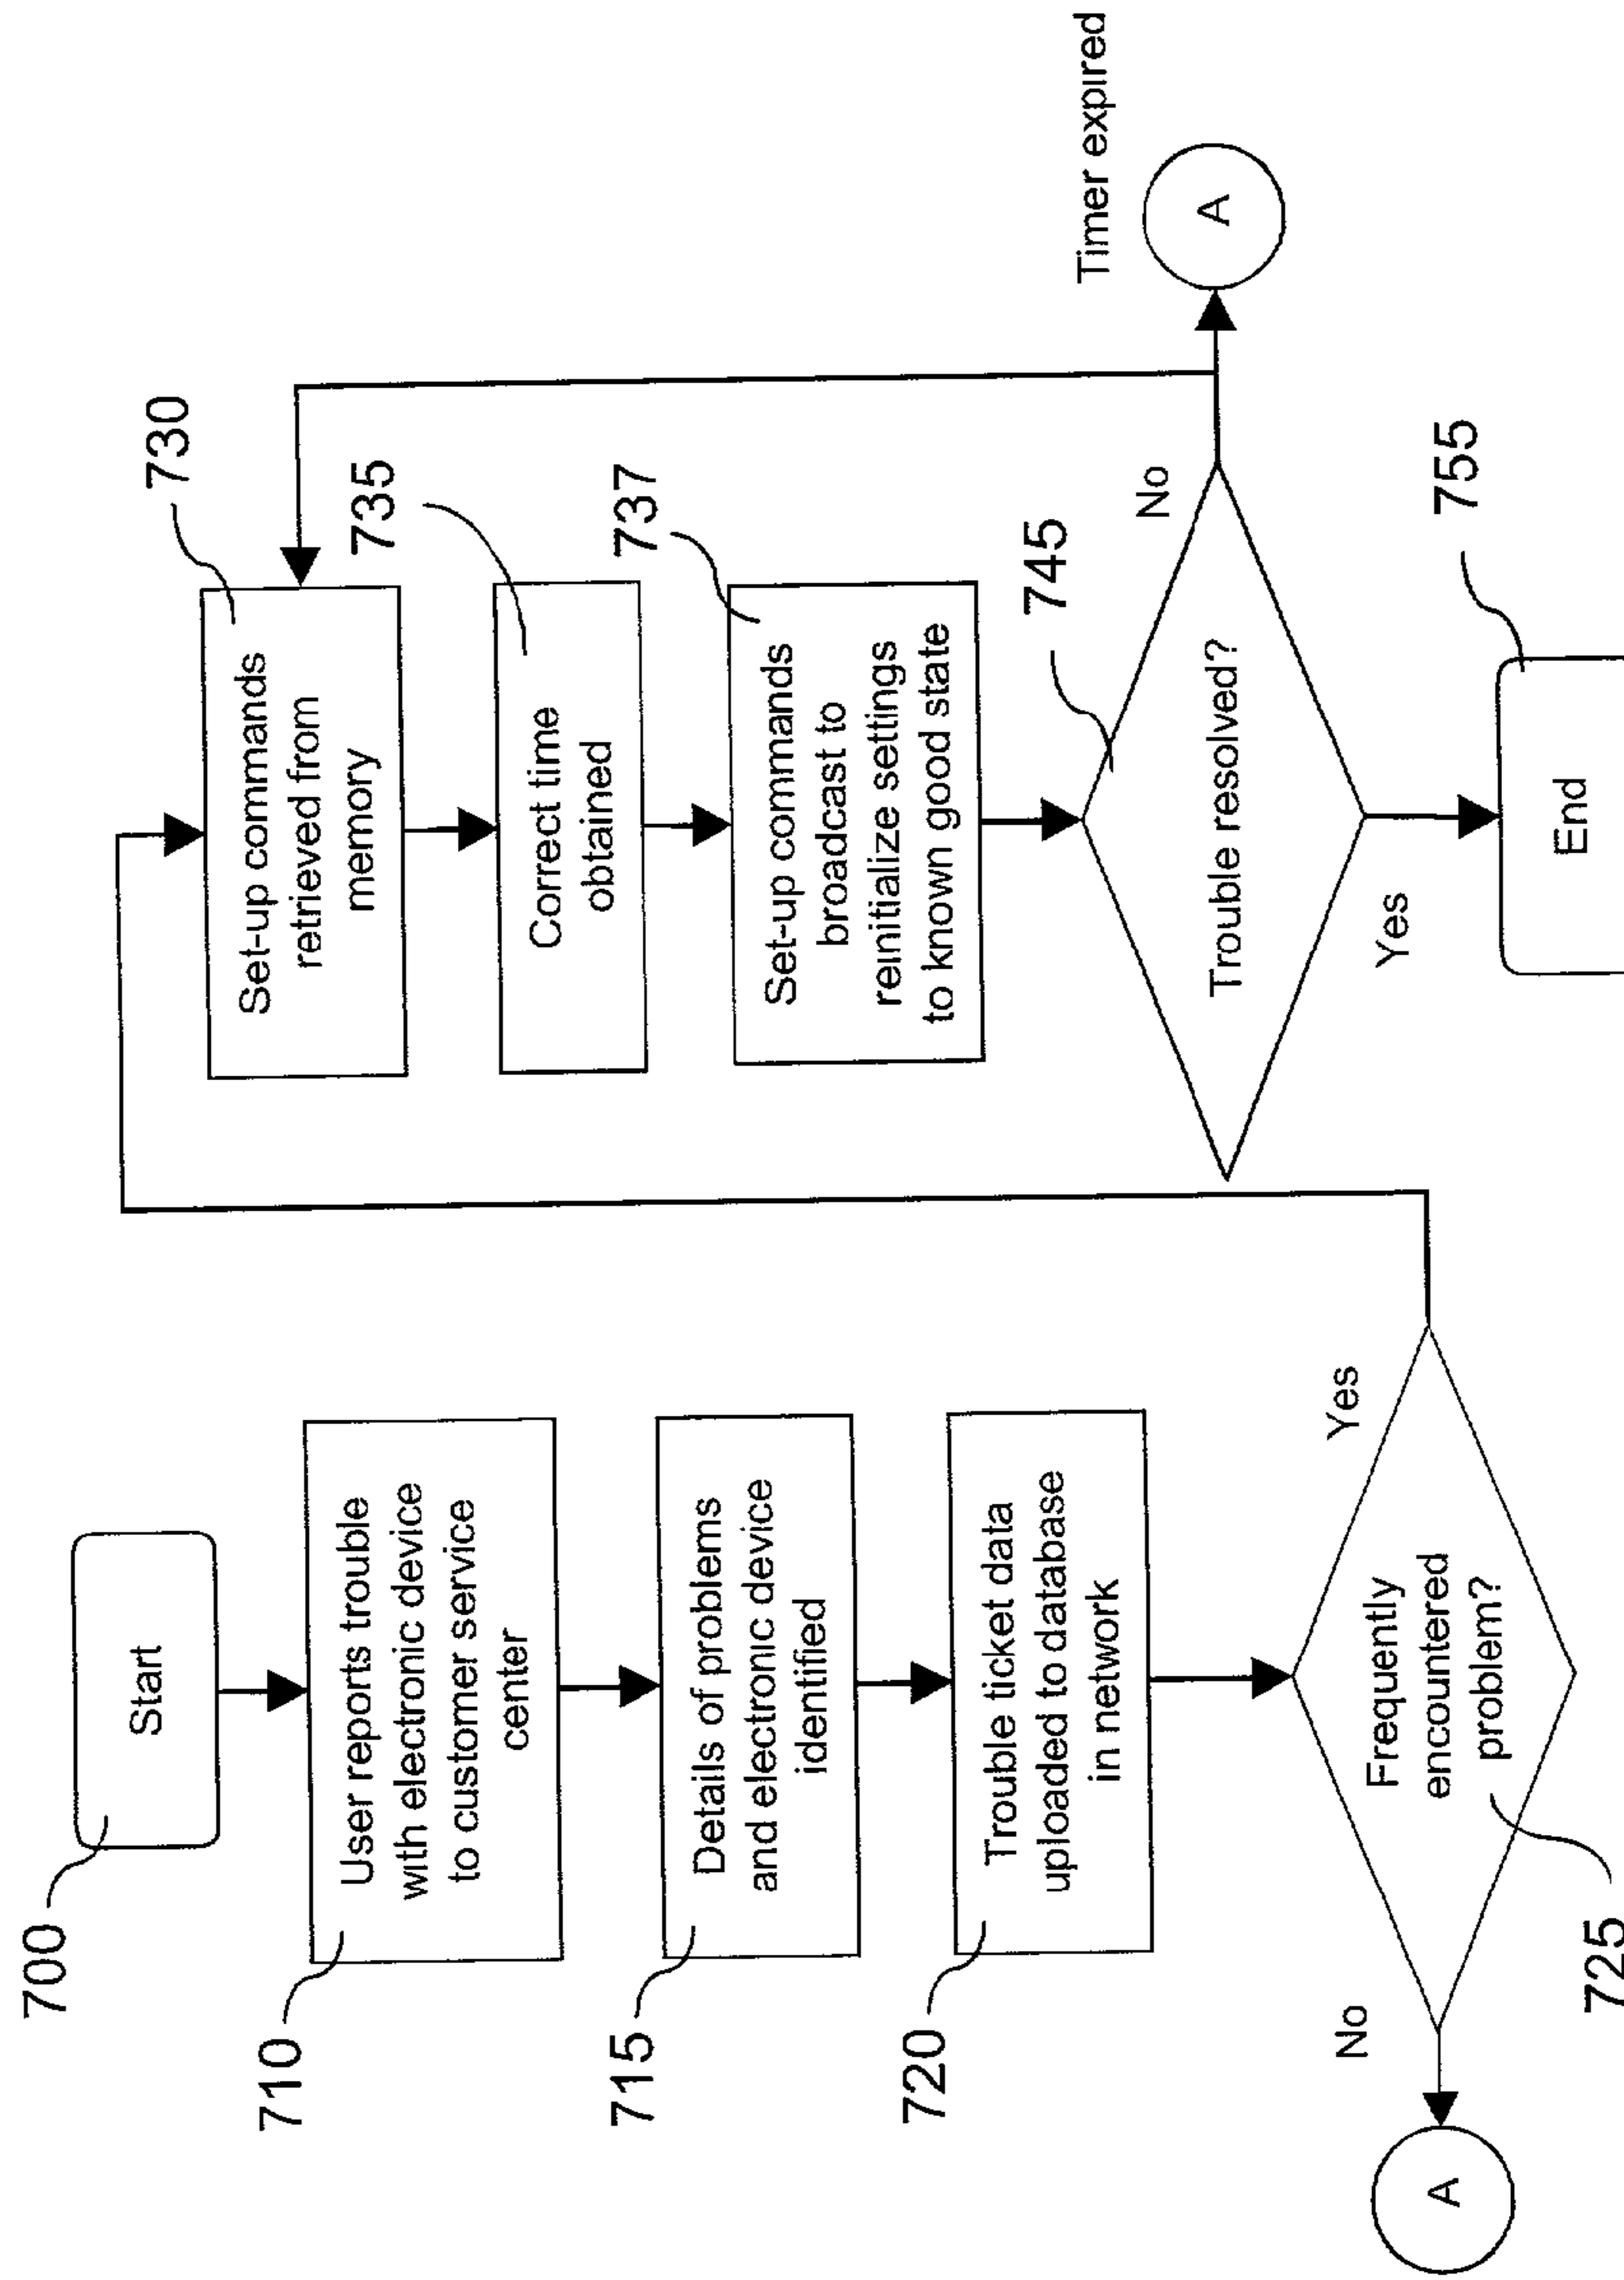 700
Start
710
User reports trouble
with electronic device
to customer service
center
715
Details of problems
and electronic device
identified
720
Trouble ticket data
uploaded to database
in network
Frequently
encountered
problem?
725
No
Yes
A
730
Set-up commands
retrieved from
memory
735
Correct time
obtained
737
Set-up commands
broadcast to
reinitialize settings
to known good state
745
Trouble resolved?
No
Timer expired
A
Yes
755
End